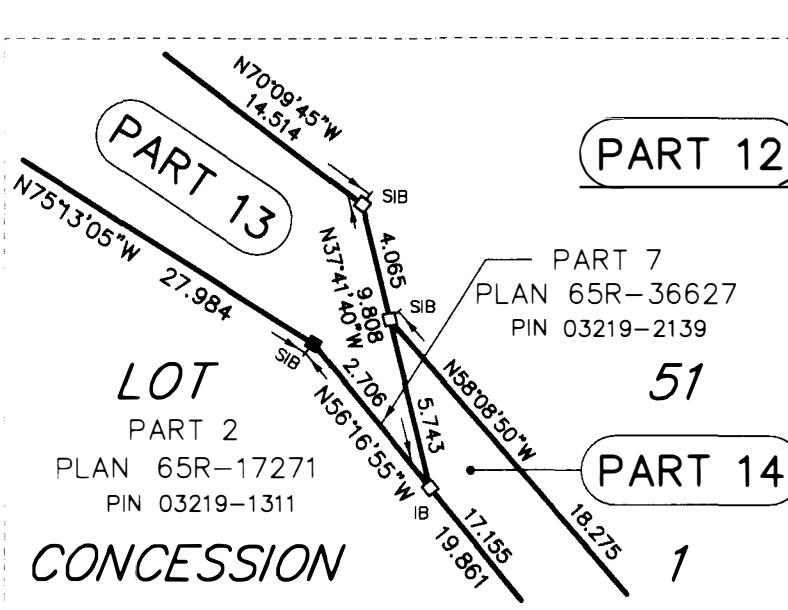 N70°09'45"W
14.514
PART 13
PART 12
SIB
N75°13'05"W
27.984
N37°41'40"W
9.808
4.065
PART 7
PLAN 65R-36627
PIN 03219-2139
SIB
SIB
2.706
N56°16'55"W
5.743
N58°08'50"W
51
LOT
PART 2
PLAN 65R-17271
PIN 03219-1311
PART 14
IB
17.155
19.861
18.275
CONCESSION
1